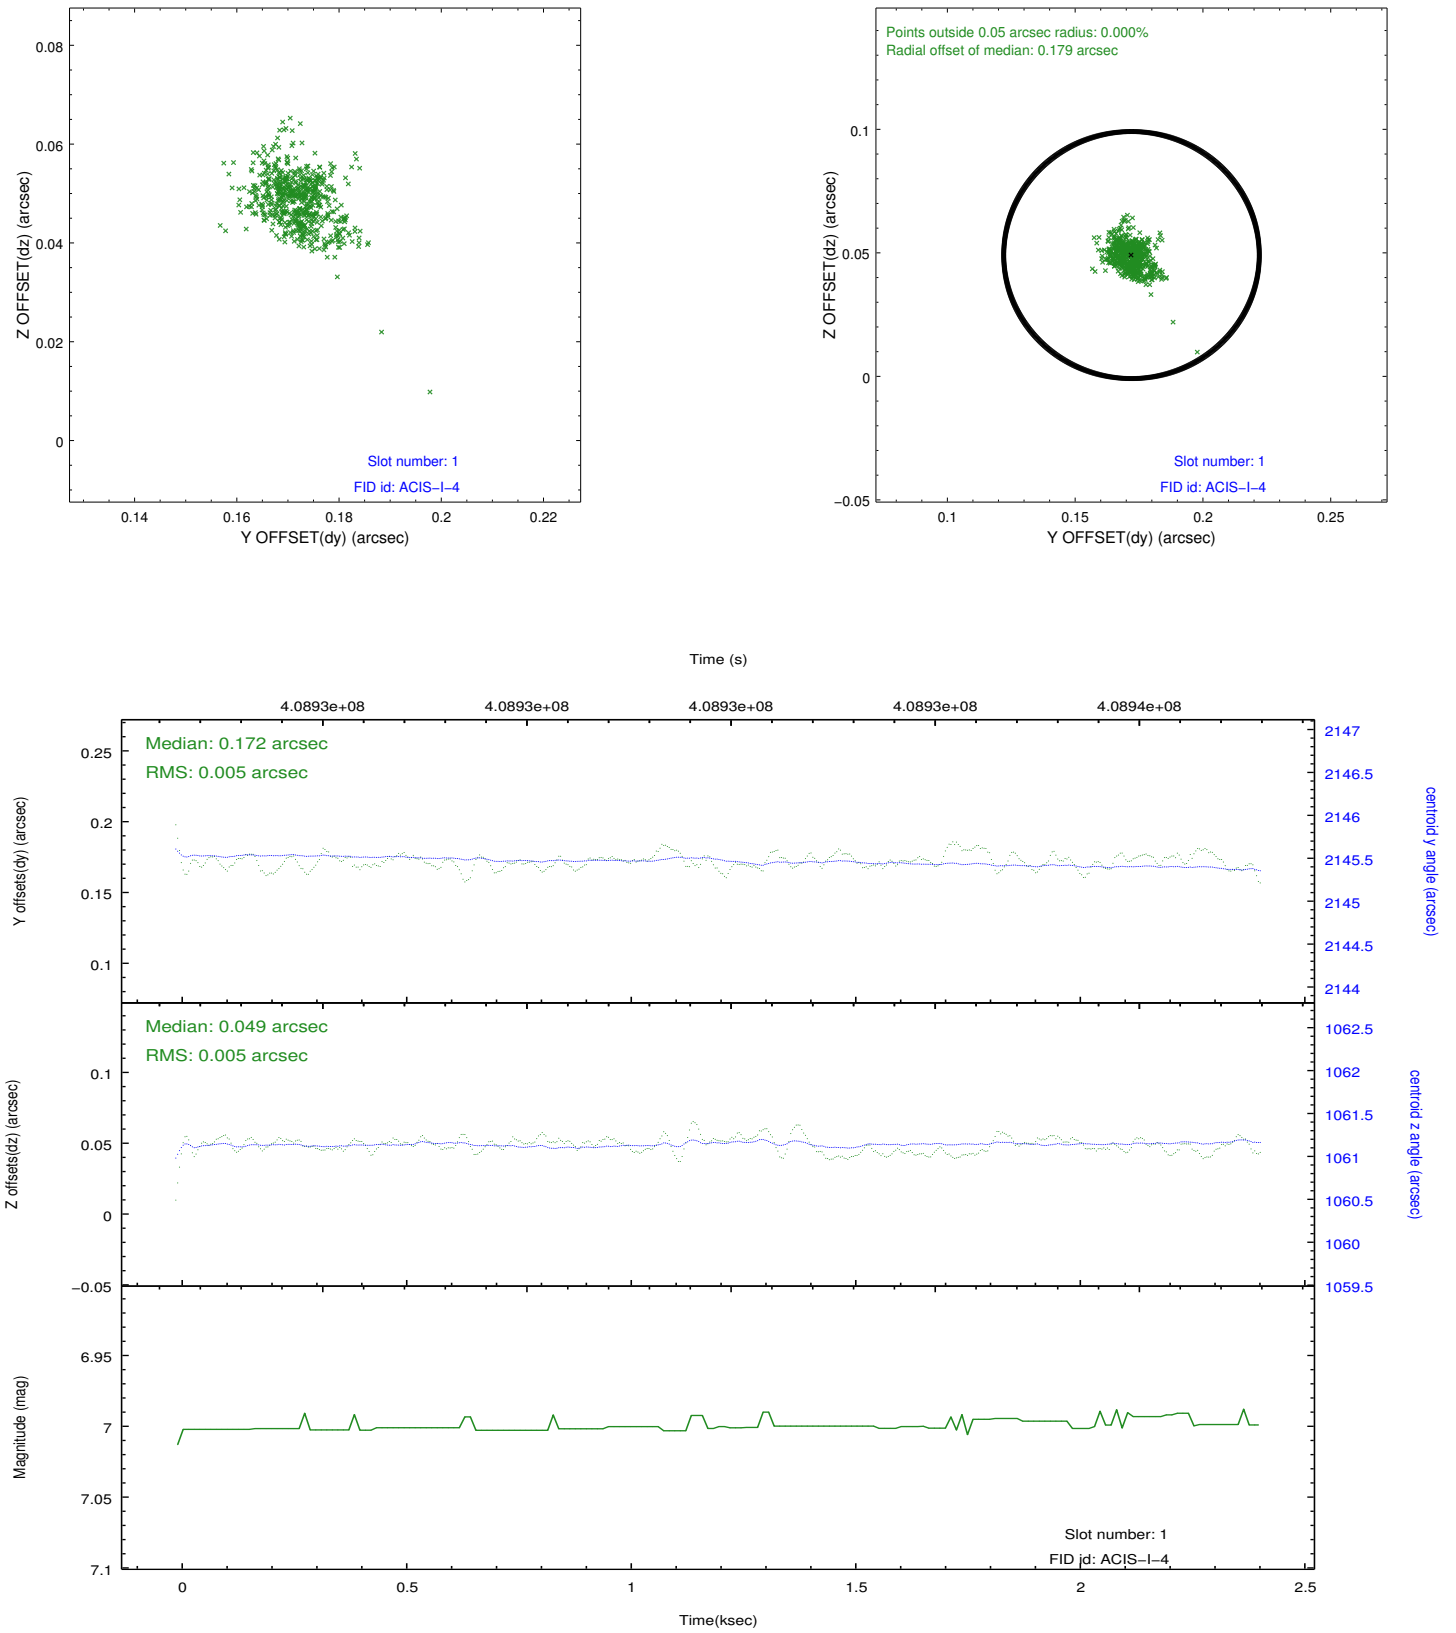 0.08
0.06
0.04
0.02
0
Z OFFSET(dz) (arcsec)
Slot number: 1
FID id: ACIS−I−4
0.14 0.16 0.18 0.2 0.22
Y OFFSET(dy) (arcsec)
Points outside 0.05 arcsec radius: 0.000%
Radial offset of median: 0.179 arcsec
0.1
0.05
0
−0.05
Z OFFSET(dz) (arcsec)
Slot number: 1
FID id: ACIS−I−4
0.1 0.15 0.2 0.25
Y OFFSET(dy) (arcsec)
Time (s)
4.0893e+08 4.0893e+08 4.0893e+08 4.0893e+08 4.0894e+08
Median: 0.172 arcsec
RMS: 0.005 arcsec
0.25
0.2
0.15
0.1
Y offsets(dy) (arcsec)
2147
2146.5
2146
2145.5
2145
2144.5
2144
centroid y angle (arcsec)
Median: 0.049 arcsec
RMS: 0.005 arcsec
0.1
0.05
0
−0.05
Z offsets(dz) (arcsec)
1062.5
1062
1061.5
1061
1060.5
1060
1059.5
centroid z angle (arcsec)
6.95
7
7.05
7.1
Magnitude (mag)
Slot number: 1
FID id: ACIS−I−4
0 0.5 1 1.5 2 2.5
Time(ksec)